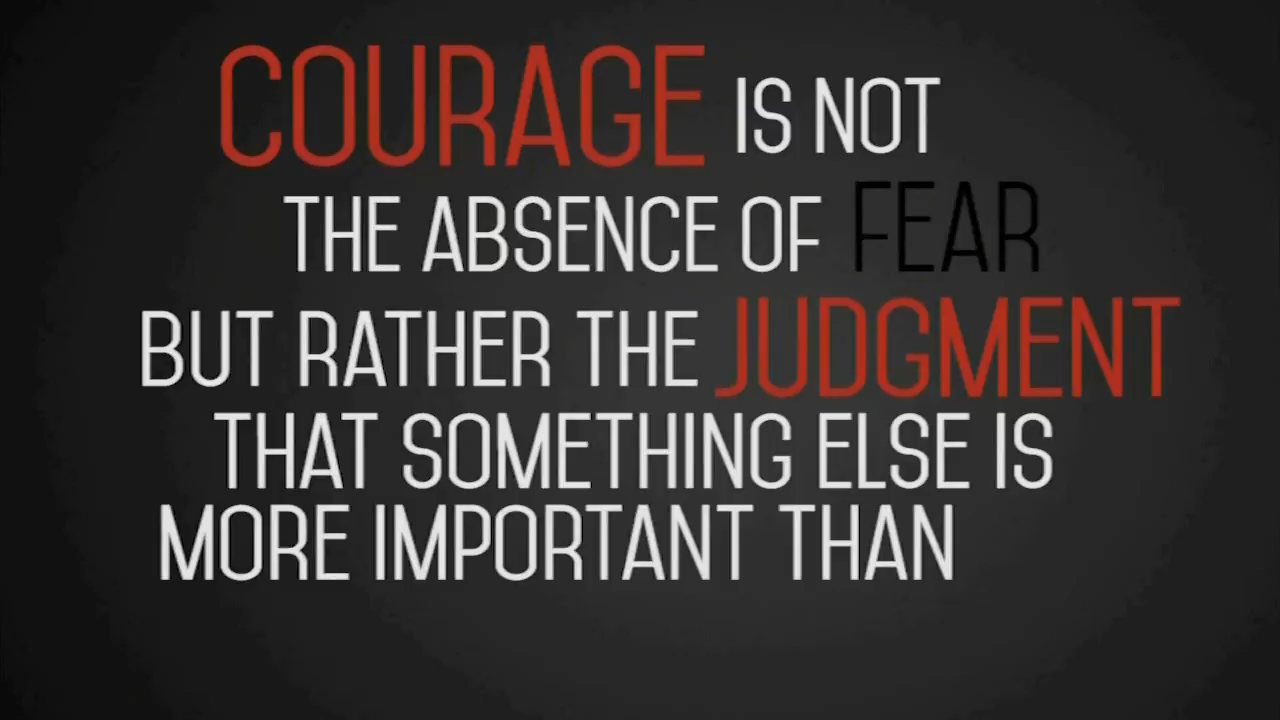 COURAGE IS NOT
THE ABSENCE OF FEAR
BUT RATHER THE JUDGMENT
THAT SOMETHING ELSE IS
MORE IMPORTANT THAN